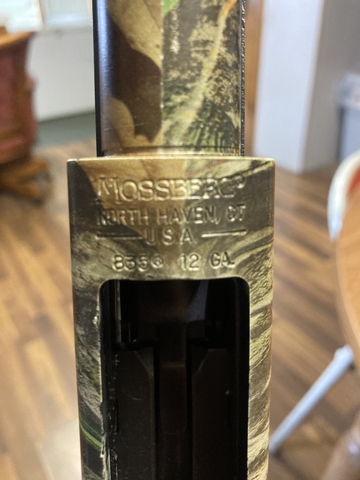 MOSSBERG®
NORTH HAVEN, CT
U.S.A
835® 12 GA.